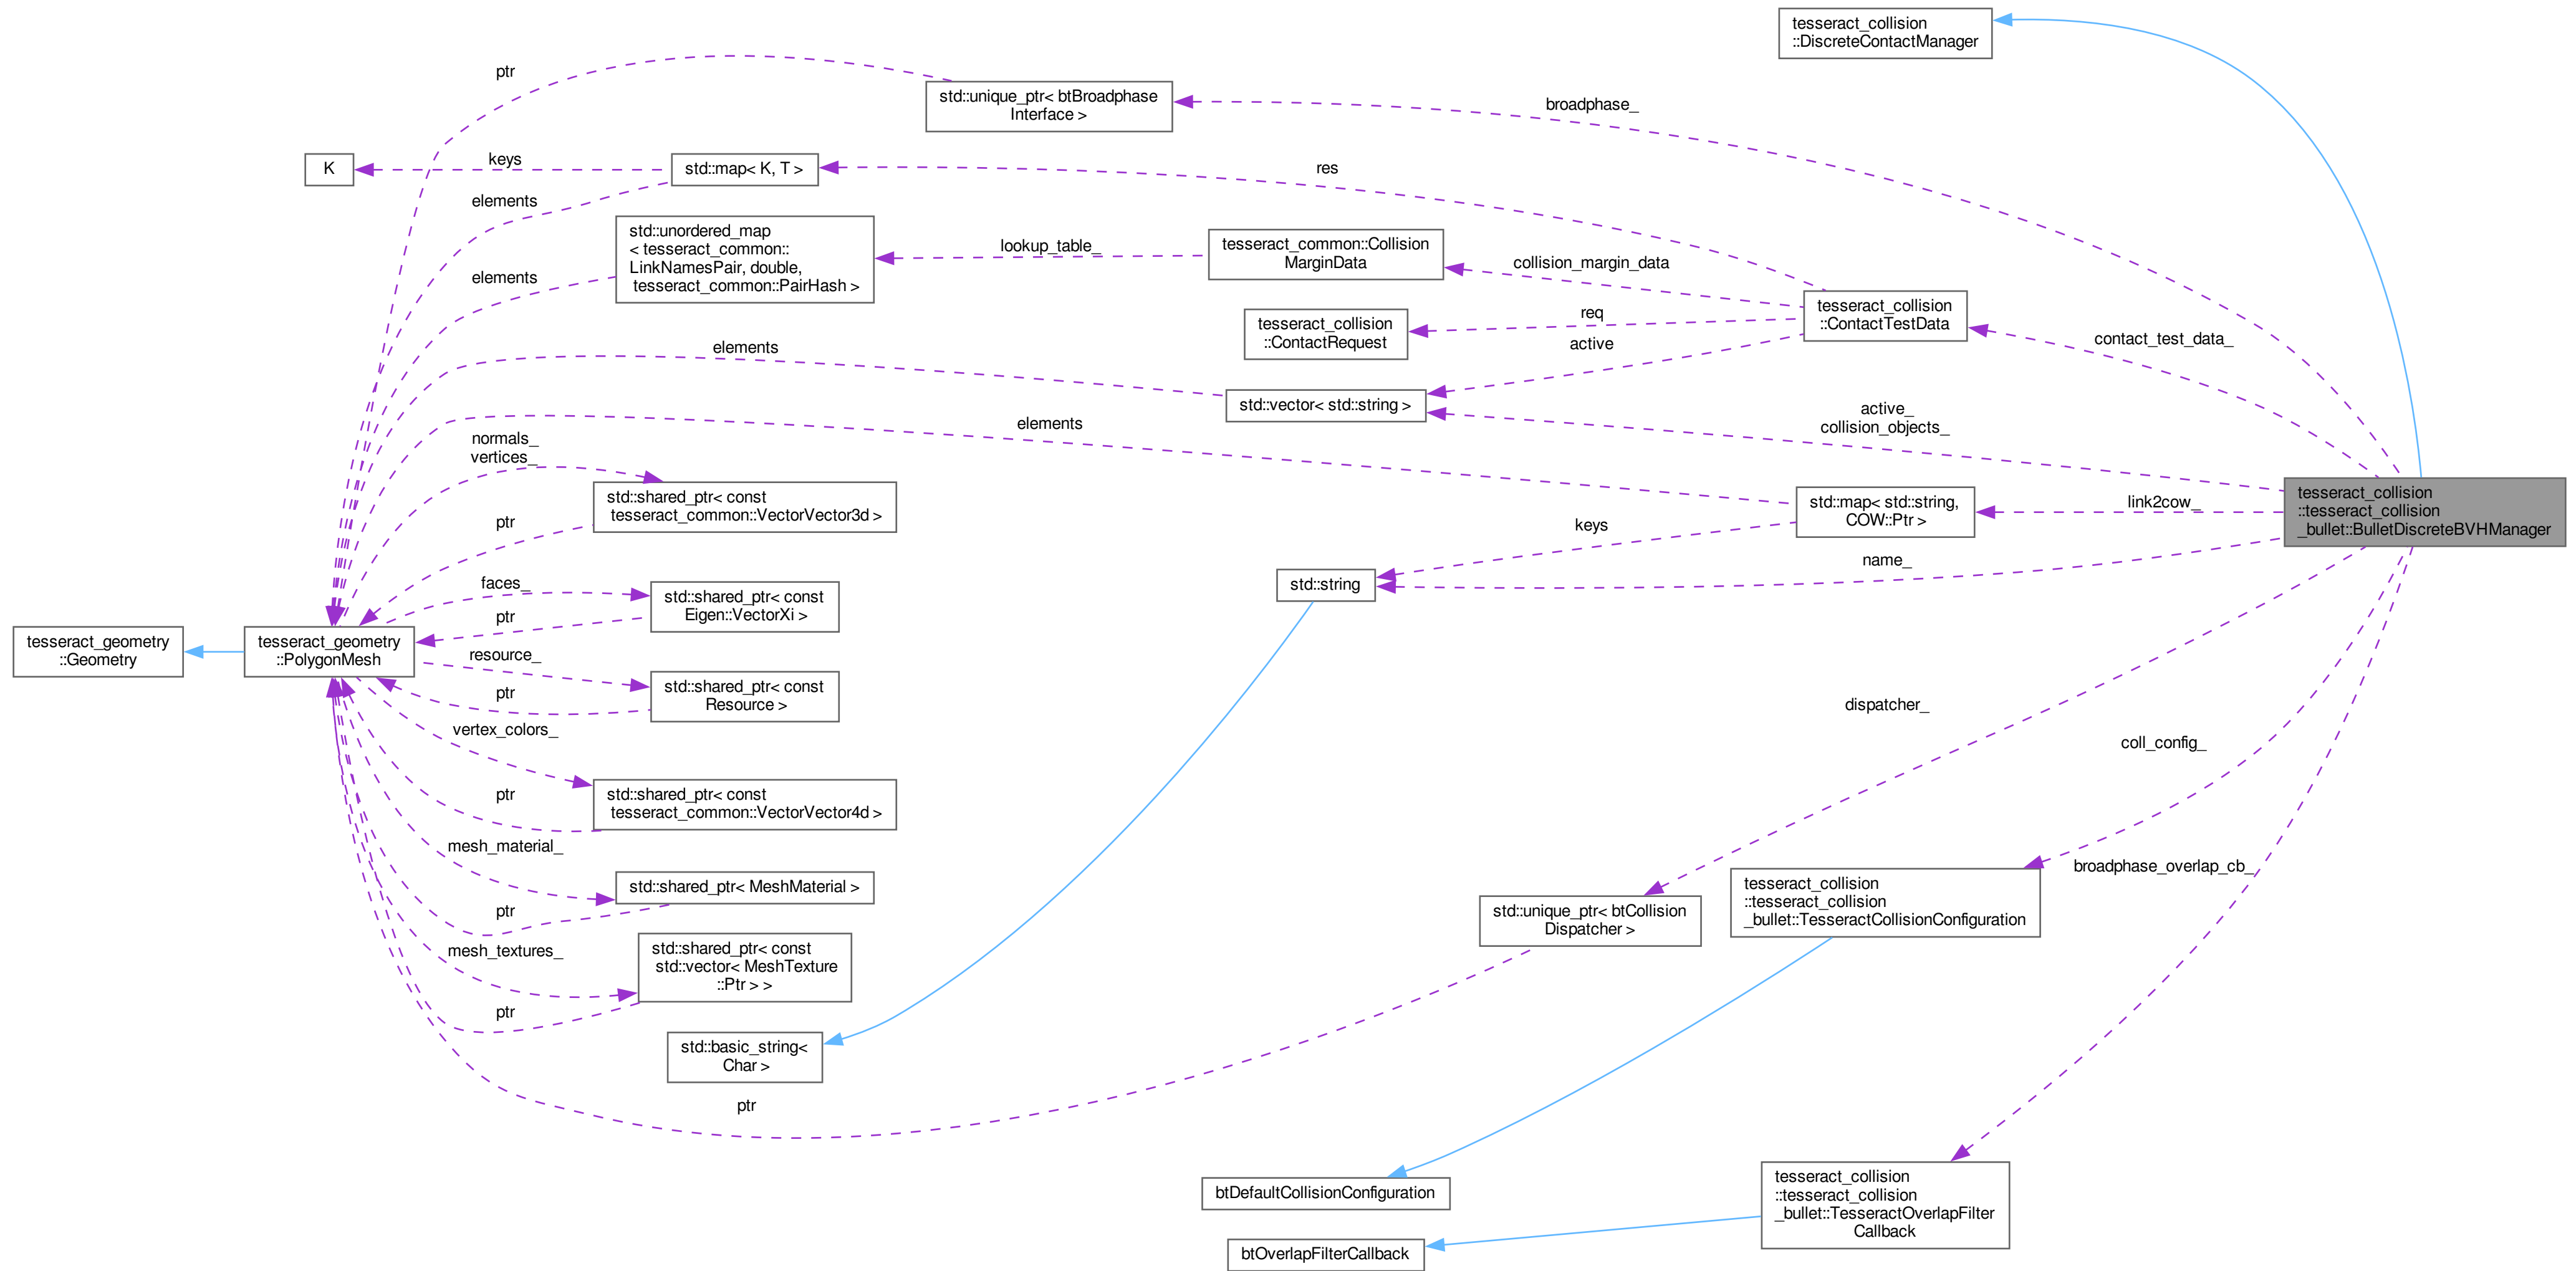 tesseract_collision
::DiscreteContactManager
ptr
std::unique_ptr< btBroadphase
Interface >
broadphase_
K
keys
std::map< K, T >
res
elements
std::unordered_map
< tesseract_common::
LinkNamesPair, double,
tesseract_common::PairHash >
lookup_table_
tesseract_common::Collision
MarginData
collision_margin_data
elements
tesseract_collision
::ContactRequest
req
active
tesseract_collision
::ContactTestData
contact_test_data_
elements
std::vector< std::string >
active_
collision_objects_
elements
normals_
vertices_
std::shared_ptr< const
tesseract_common::VectorVector3d >
ptr
std::map< std::string,
COW::Ptr >
link2cow_
keys
tesseract_collision
::tesseract_collision
_bullet::BulletDiscreteBVHManager
std::string
name_
faces_
std::shared_ptr< const
Eigen::VectorXi >
ptr
tesseract_geometry
::Geometry
tesseract_geometry
::PolygonMesh
resource_
std::shared_ptr< const
Resource >
ptr
vertex_colors_
dispatcher_
coll_config_
std::shared_ptr< const
tesseract_common::VectorVector4d >
ptr
mesh_material_
std::shared_ptr< MeshMaterial >
ptr
broadphase_overlap_cb_
tesseract_collision
::tesseract_collision
_bullet::TesseractCollisionConfiguration
std::unique_ptr< btCollision
Dispatcher >
mesh_textures_
std::shared_ptr< const
std::vector< MeshTexture
::Ptr > >
ptr
std::basic_string<
Char >
ptr
btDefaultCollisionConfiguration
tesseract_collision
::tesseract_collision
_bullet::TesseractOverlapFilter
Callback
btOverlapFilterCallback